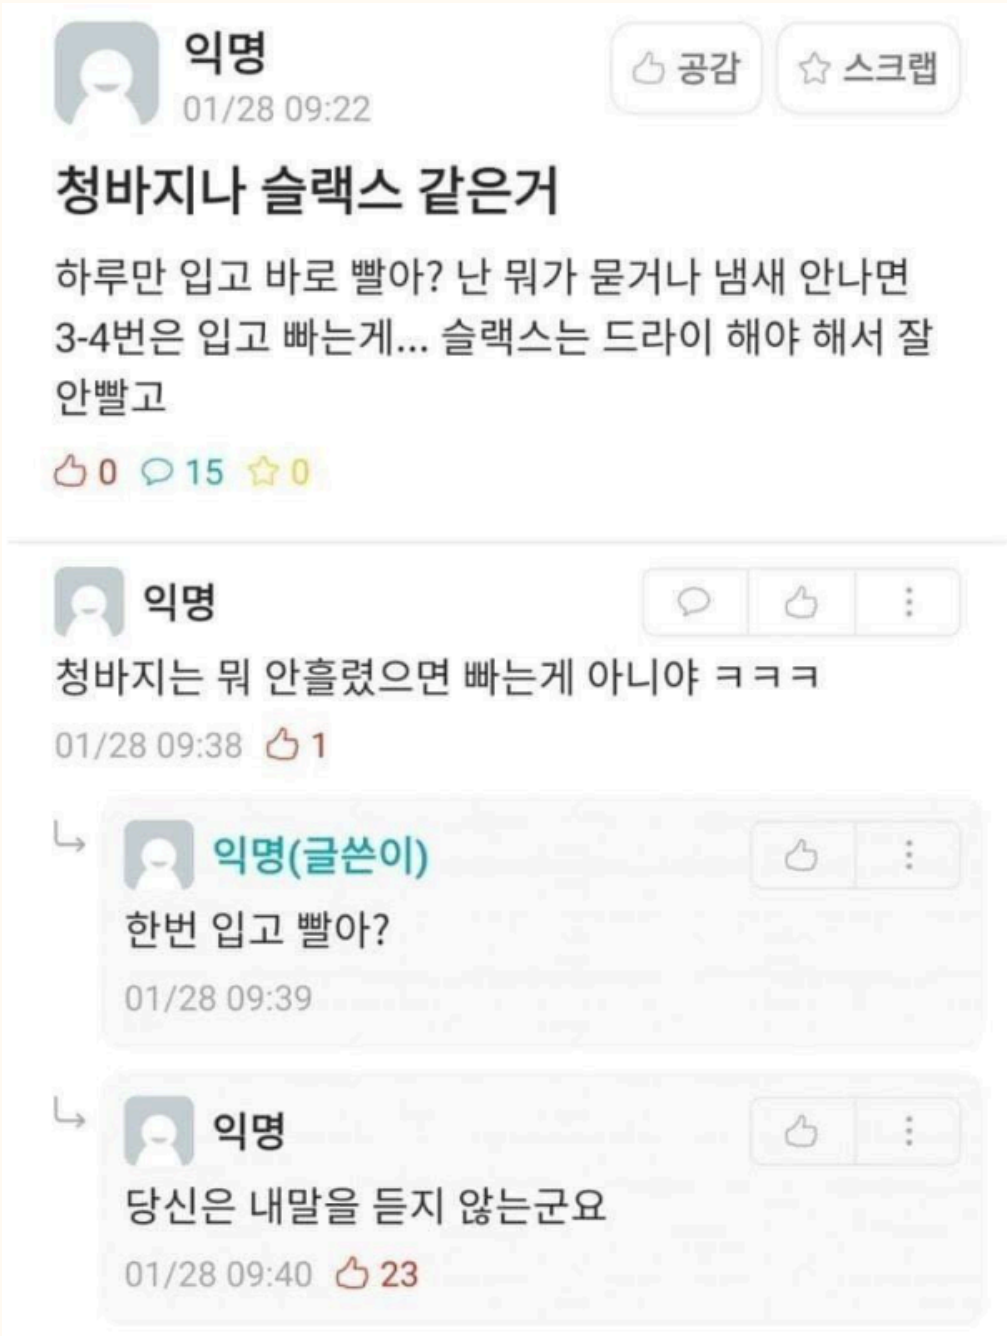 익명
01/28 09:22
공감
스크랩
청바지나 슬랙스 같은거
하루만 입고 바로 빨아? 난 뭐가 묻거나 냄새 안나면
3-4번은 입고 빠는게... 슬랙스는 드라이 해야 해서 잘
안빨고
0 15 0
익명
청바지는 뭐 안흘렸으면 빠는게 아니야 ㅋㅋㅋ
01/28 09:38 1
익명(글쓴이)
한번 입고 빨아?
01/28 09:39
익명
당신은 내말을 듣지 않는군요
01/28 09:40 23